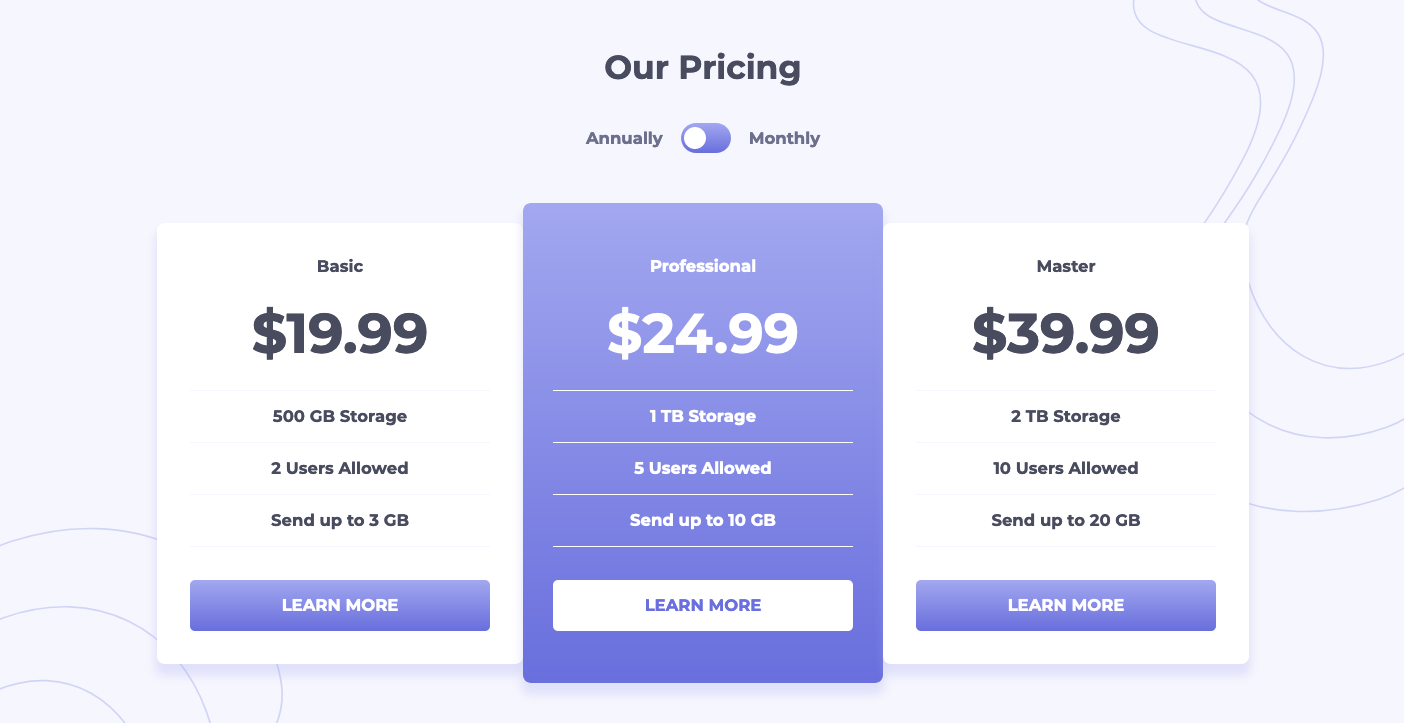 Our Pricing
Annually Monthly
Basic
$19.99
500 GB Storage
2 Users Allowed
Send up to 3 GB
LEARN MORE
Professional
$24.99
1 TB Storage
5 Users Allowed
Send up to 10 GB
LEARN MORE
Master
$39.99
2 TB Storage
10 Users Allowed
Send up to 20 GB
LEARN MORE